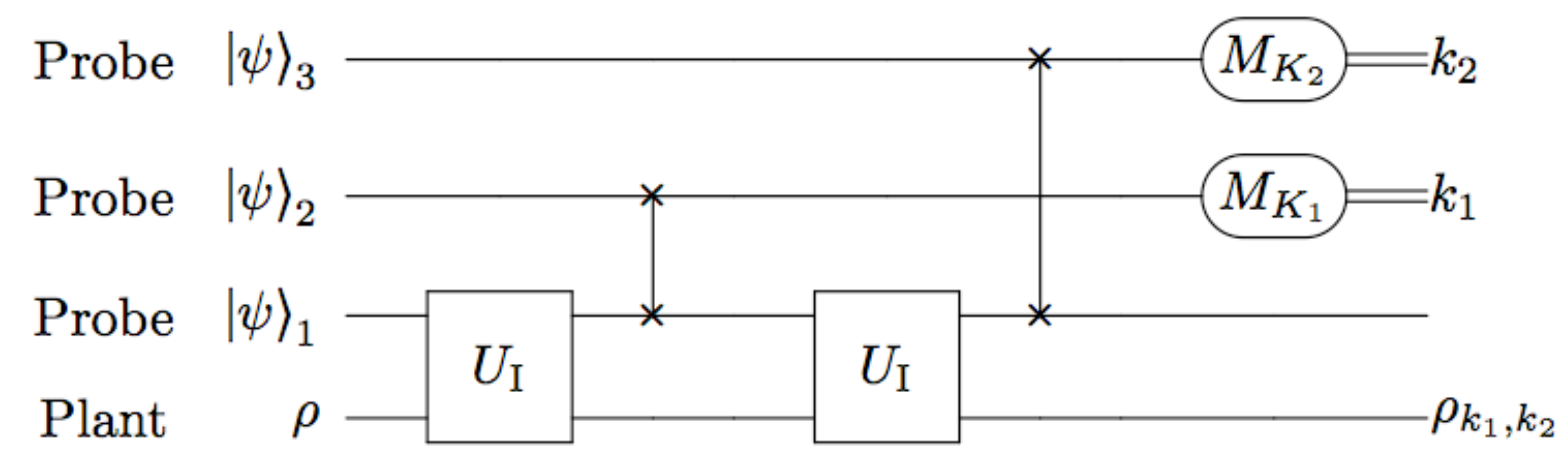 Probe |ψ⟩₃ M_{K₂} k₂
Probe |ψ⟩₂ M_{K₁} k₁
Probe |ψ⟩₁
U_I U_I
Plant ρ ρ_{k₁,k₂}